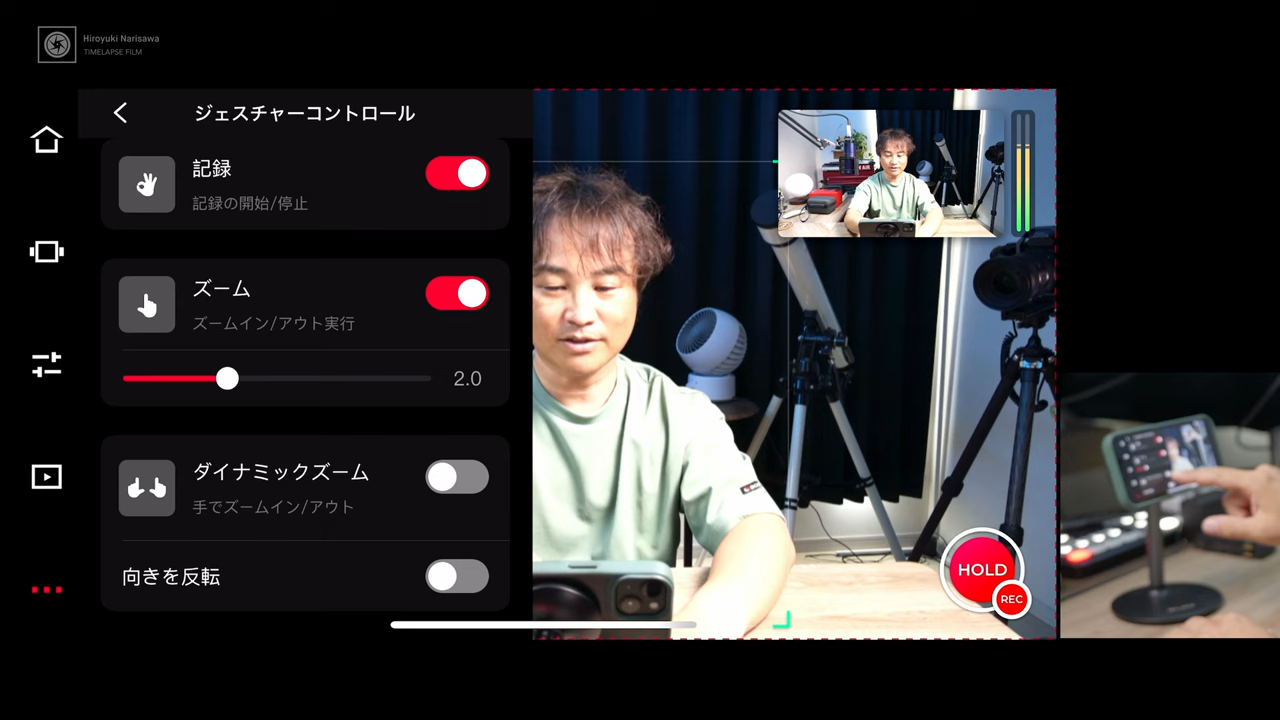 Hiroyuki Narisawa
TIMELAPSE FILM
ジェスチャーコントロール
記録
記録の開始/停止
ズーム
ズームイン/アウト実行
2.0
ダイナミックズーム
手でズームイン/アウト
向きを反転
HOLD
REC